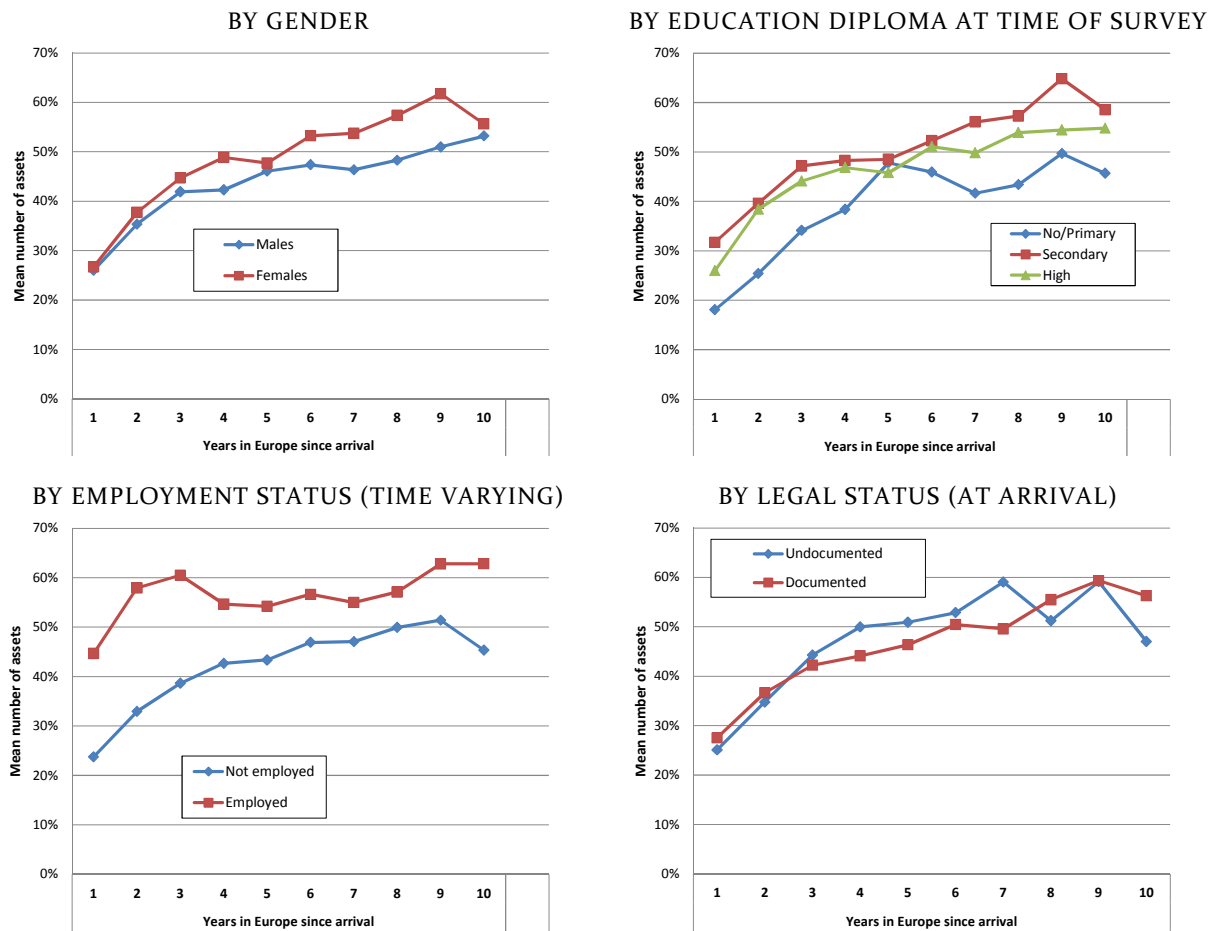 BY GENDER
70%
60%
50%
40%
30%
20%
10%
0%
Mean number of assets
Males
Females
1 2 3 4 5 6 7 8 9 10
Years in Europe since arrival
BY EDUCATION DIPLOMA AT TIME OF SURVEY
70%
60%
50%
40%
30%
20%
10%
0%
Mean number of assets
No/Primary
Secondary
High
1 2 3 4 5 6 7 8 9 10
Years in Europe since arrival
BY EMPLOYMENT STATUS (TIME VARYING)
70%
60%
50%
40%
30%
20%
10%
0%
Mean number of assets
Not employed
Employed
1 2 3 4 5 6 7 8 9 10
Years in Europe since arrival
BY LEGAL STATUS (AT ARRIVAL)
70%
60%
50%
40%
30%
20%
10%
0%
Mean number of assets
Undocumented
Documented
1 2 3 4 5 6 7 8 9 10
Years in Europe since arrival